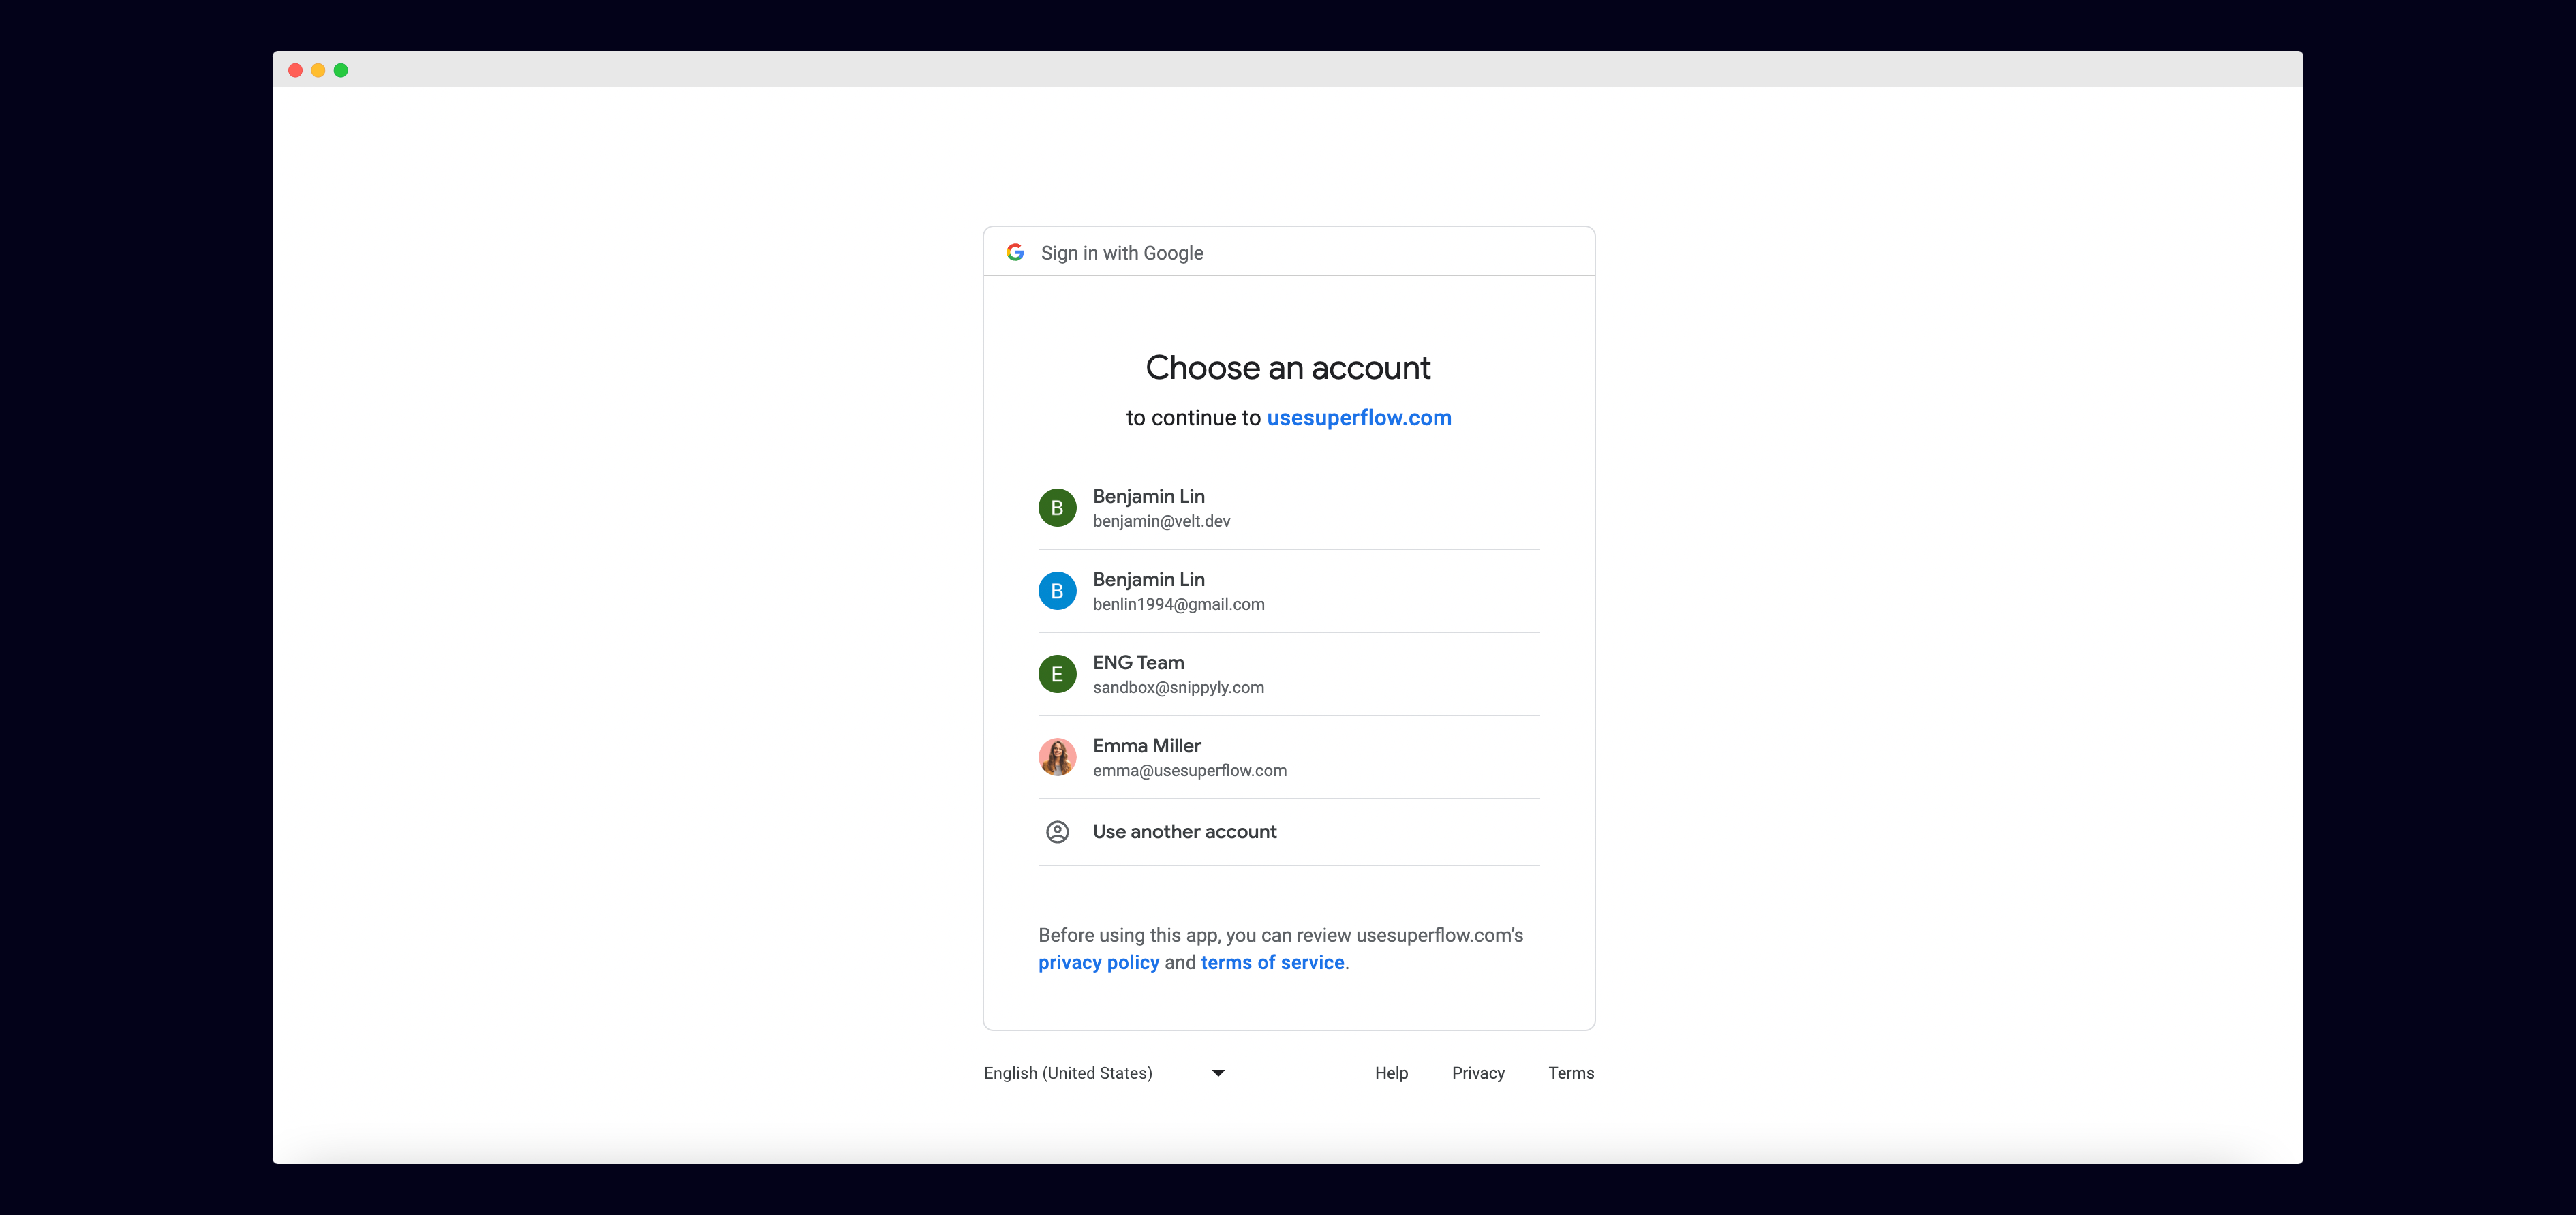 Sign in with Google
Choose an account
to continue to usesuperflow.com
B
Benjamin Lin
benjamin@velt.dev
B
Benjamin Lin
benlin1994@gmail.com
E
ENG Team
sandbox@snippyly.com
Emma Miller
emma@usesuperflow.com
Use another account
Before using this app, you can review usesuperflow.com’s
privacy policy and terms of service.
English (United States)
Help
Privacy
Terms